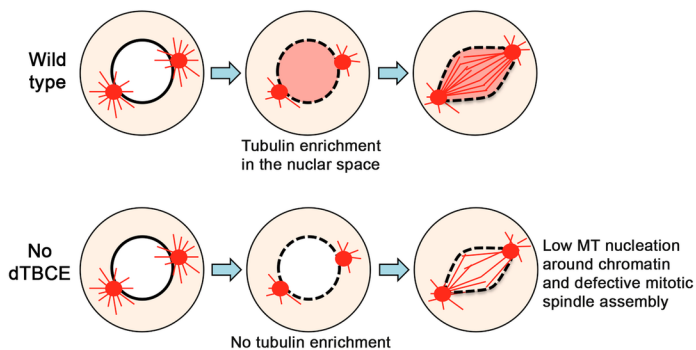 Wild
type
Tubulin enrichment
in the nuclar space
No
dTBCE
No tubulin enrichment
Low MT nucleation
around chromatin
and defective mitotic
spindle assembly